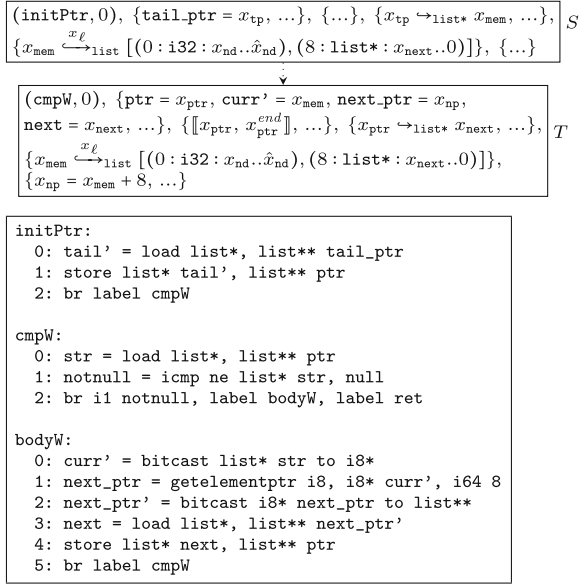 (initPtr, 0), {tail_ptr = x_tp, ...}, {...}, {x_tp ↪_list* x_mem, ...},
{x_mem ↪^{x_ℓ}_list [(0 : i32 : x_nd..x̂_nd), (8 : list* : x_next..0)]}, {...}
S
(cmpW, 0), {ptr = x_ptr, curr' = x_mem, next_ptr = x_np,
next = x_next, ...}, {⟦x_ptr, x_ptr^end⟧, ...}, {x_ptr ↪_list* x_next, ...},
{x_mem ↪^{x_ℓ}_list [(0 : i32 : x_nd..x̂_nd), (8 : list* : x_next..0)]},
{x_np = x_mem + 8, ...}
T
initPtr:
0: tail' = load list*, list** tail_ptr
1: store list* tail', list** ptr
2: br label cmpW
cmpW:
0: str = load list*, list** ptr
1: notnull = icmp ne list* str, null
2: br i1 notnull, label bodyW, label ret
bodyW:
0: curr' = bitcast list* str to i8*
1: next_ptr = getelementptr i8, i8* curr', i64 8
2: next_ptr' = bitcast i8* next_ptr to list**
3: next = load list*, list** next_ptr'
4: store list* next, list** ptr
5: br label cmpW